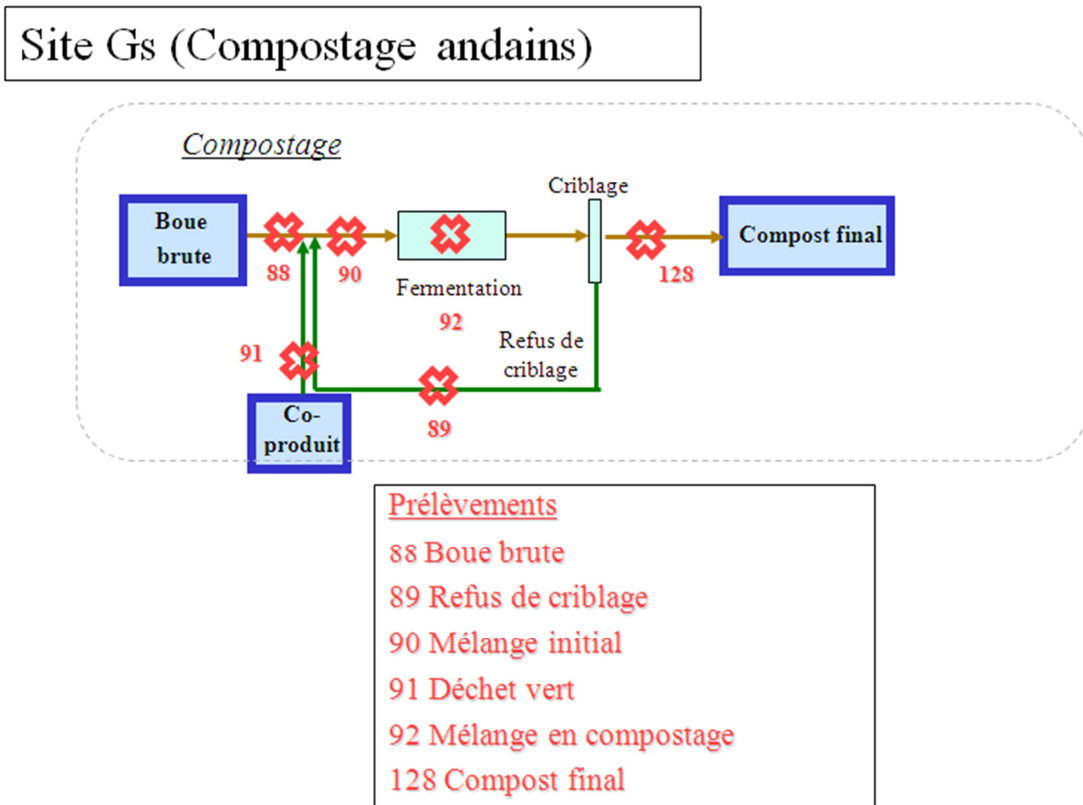 Site Gs (Compostage andains)
Compostage
Criblage
Boue
brute
Compost final
88
90
128
Fermentation
92
Refus de
criblage
91
89
Co-
produit
Prélèvements
88 Boue brute
89 Refus de criblage
90 Mélange initial
91 Déchet vert
92 Mélange en compostage
128 Compost final